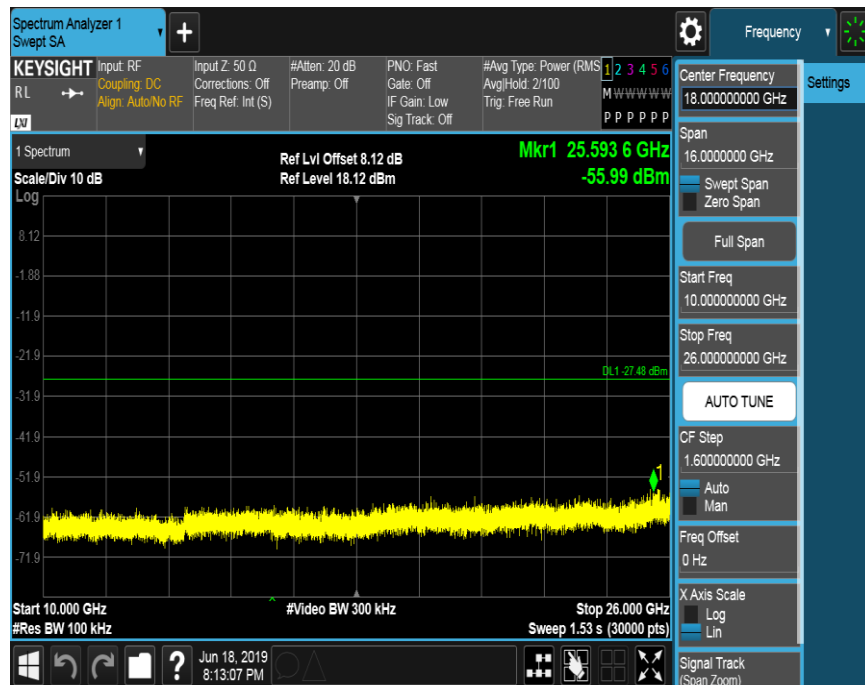 Spectrum Analyzer 1
Swept SA
Frequency
KEYSIGHT
RL
LXI
Input: RF
Coupling: DC
Align: Auto/No RF
Input Z: 50 Ω
Corrections: Off
Freq Ref: Int (S)
#Atten: 20 dB
Preamp: Off
PNO: Fast
Gate: Off
IF Gain: Low
Sig Track: Off
#Avg Type: Power (RMS
Avg|Hold: 2/100
Trig: Free Run
1 2 3 4 5 6
M W W W W W
P P P P P P
1 Spectrum
Scale/Div 10 dB
Ref Lvl Offset 8.12 dB
Ref Level 18.12 dBm
Mkr1 25.593 6 GHz
-55.99 dBm
Log
8.12
-1.88
-11.9
-21.9
DL1 -27.48 dBm
-31.9
-41.9
-51.9
1
-61.9
-71.9
Start 10.000 GHz
#Video BW 300 kHz
Stop 26.000 GHz
#Res BW 100 kHz
Sweep 1.53 s (30000 pts)
?
Jun 18, 2019
8:13:07 PM
Center Frequency
18.000000000 GHz
Span
16.0000000 GHz
Swept Span
Zero Span
Full Span
Start Freq
10.000000000 GHz
Stop Freq
26.000000000 GHz
AUTO TUNE
CF Step
1.600000000 GHz
Auto
Man
Freq Offset
0 Hz
X Axis Scale
Log
Lin
Signal Track
(Span Zoom)
Settings